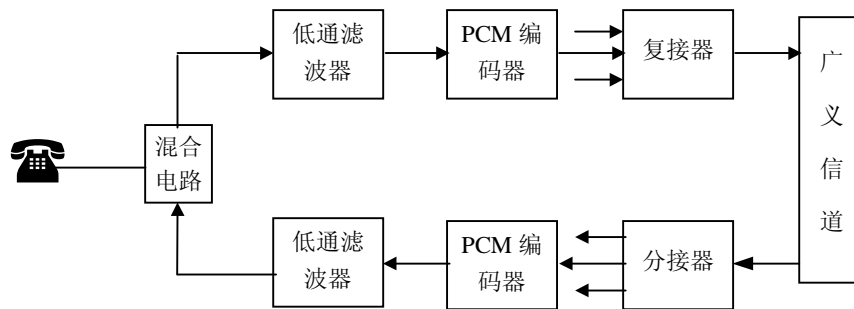 低通滤
波器
PCM 编
码器
复接器
广
义
信
道
混合
电路
低通滤
波器
PCM 编
码器
分接器